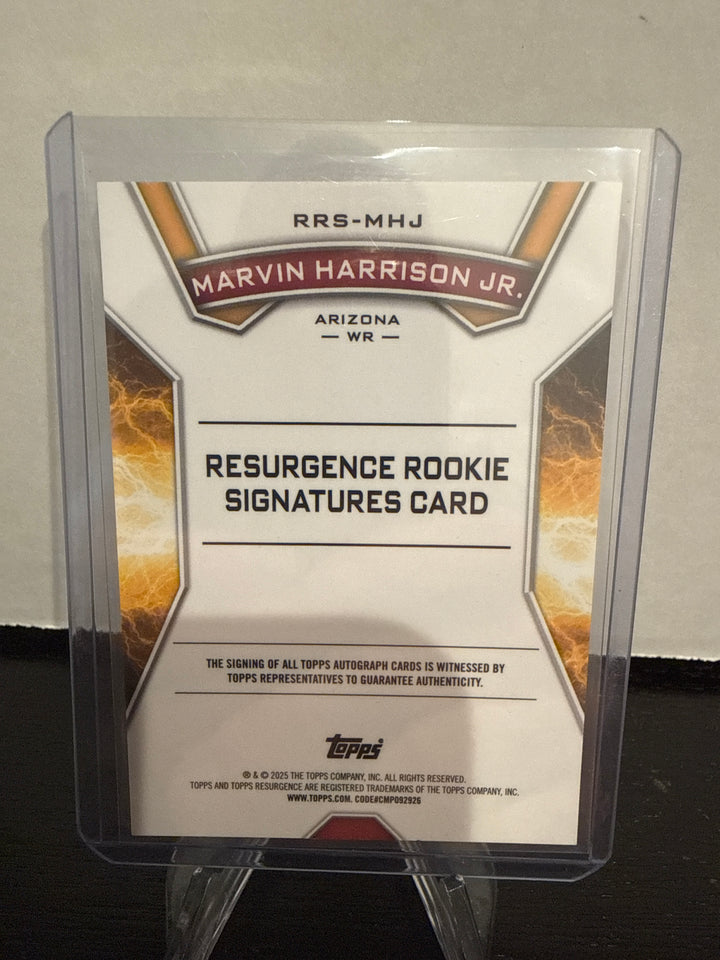 RRS-MHJ
MARVIN HARRISON JR.
ARIZONA
— WR —
RESURGENCE ROOKIE
SIGNATURES CARD
THE SIGNING OF ALL TOPPS AUTOGRAPH CARDS IS WITNESSED BY
TOPPS REPRESENTATIVES TO GUARANTEE AUTHENTICITY.
topps
® & © 2025 THE TOPPS COMPANY, INC. ALL RIGHTS RESERVED.
TOPPS AND TOPPS RESURGENCE ARE REGISTERED TRADEMARKS OF THE TOPPS COMPANY, INC.
WWW.TOPPS.COM. CODE#CMP092926